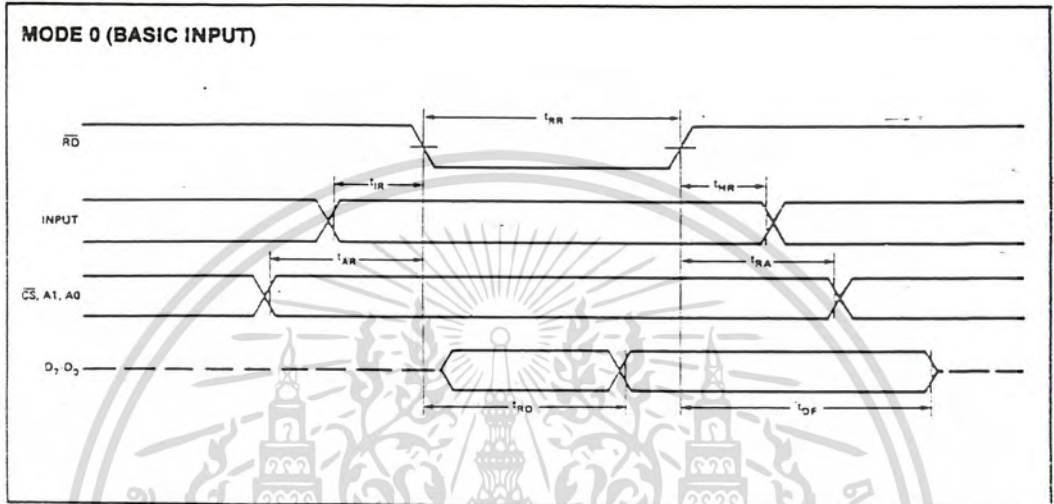 MODE 0 (BASIC INPUT)
tRR
RD
tIR
tHR
INPUT
tAR
tRA
CS, A1, A0
D7-D0
tRD
tDF